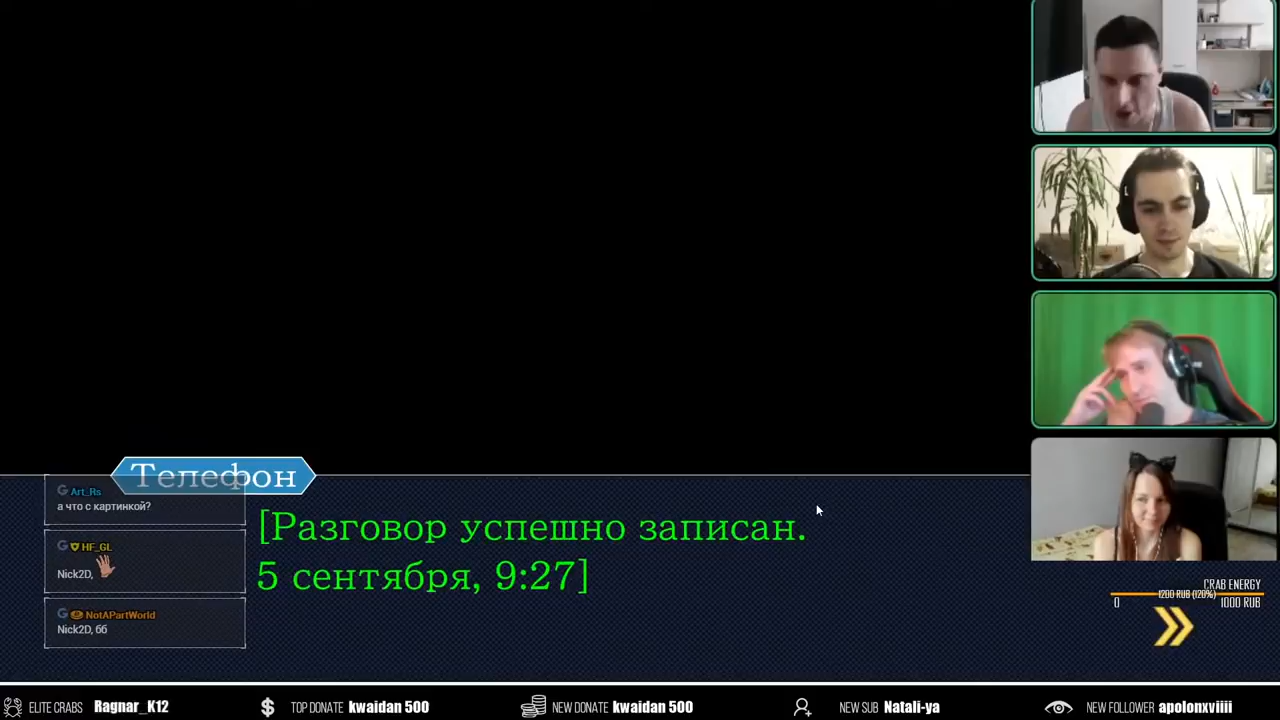 Телефон
[Разговор успешно записан.
5 сентября, 9:27]
Art_Rs
а что с картинкой?
HF_GL
Nick2D,
NotAPartWorld
Nick2D, бб
CRAB ENERGY
1200 RUB (120%)
0 1000 RUB
ELITE CRABS Ragnar_K12 TOP DONATE kwaidan 500 NEW DONATE kwaidan 500 NEW SUB Natali-ya NEW FOLLOWER apolonxviiii